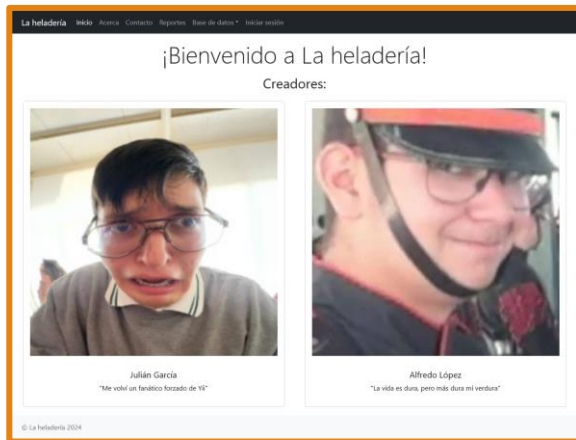 La heladería Inicio Acerca Contacto Reportes Base de datos Iniciar sesión
¡Bienvenido a La heladería!
Creadores:
Julián García
"Me volví un fanático forzado de Yii"
Alfredo López
"La vida es dura, pero más dura mi verdura"
© La heladería 2024